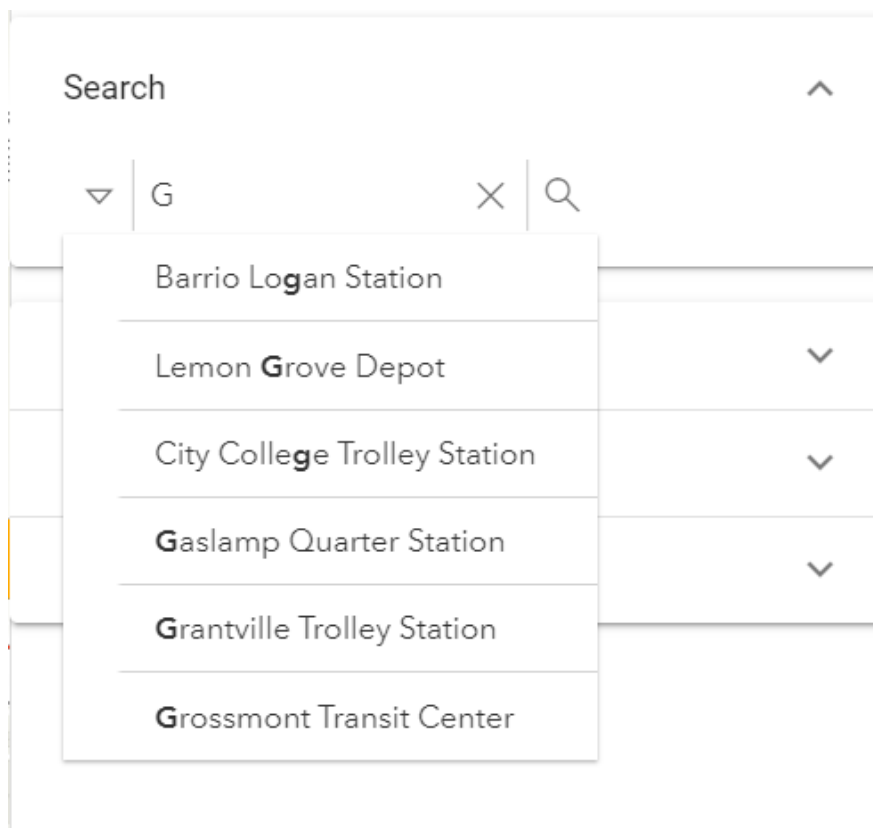 Search
G
Barrio Logan Station
Lemon Grove Depot
City College Trolley Station
Gaslamp Quarter Station
Grantville Trolley Station
Grossmont Transit Center